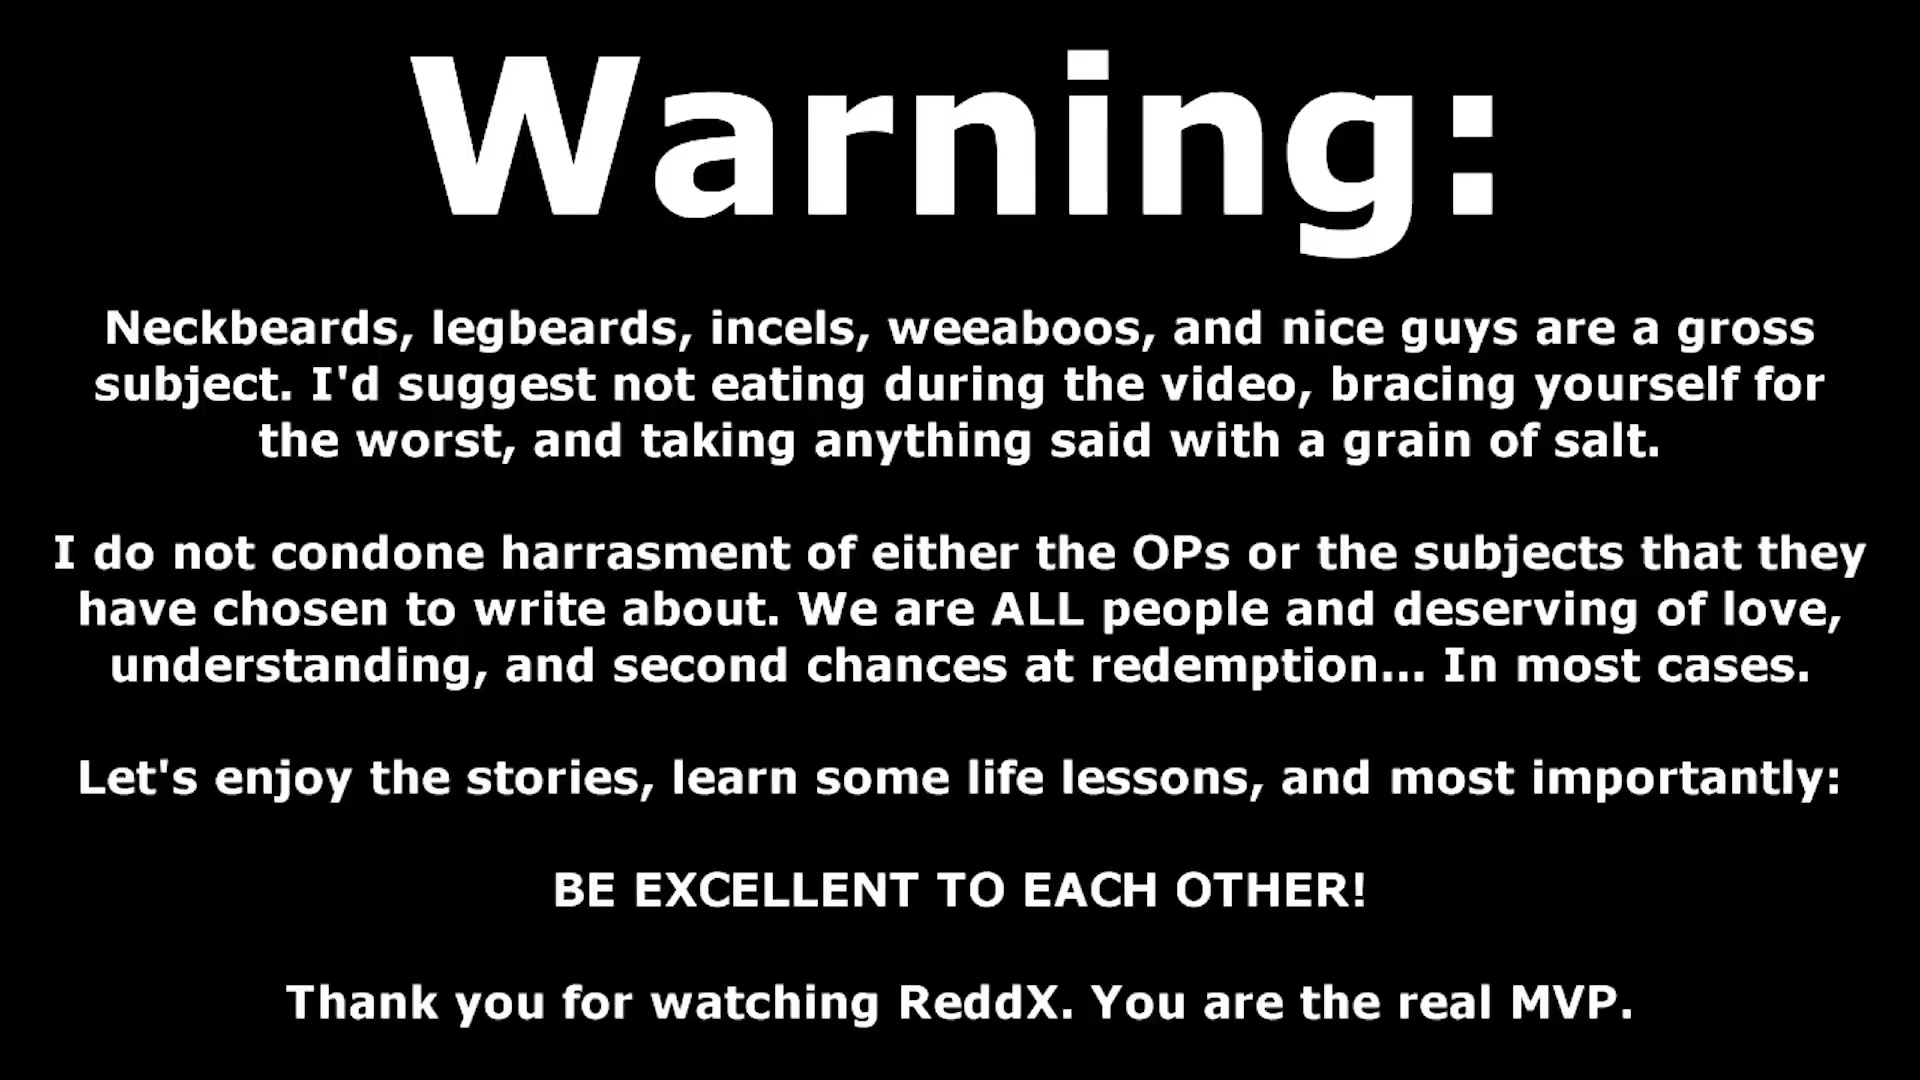 Warning:
Neckbeards, legbeards, incels, weeaboos, and nice guys are a gross
subject. I'd suggest not eating during the video, bracing yourself for
the worst, and taking anything said with a grain of salt.
I do not condone harrasment of either the OPs or the subjects that they
have chosen to write about. We are ALL people and deserving of love,
understanding, and second chances at redemption... In most cases.
Let's enjoy the stories, learn some life lessons, and most importantly:
BE EXCELLENT TO EACH OTHER!
Thank you for watching ReddX. You are the real MVP.